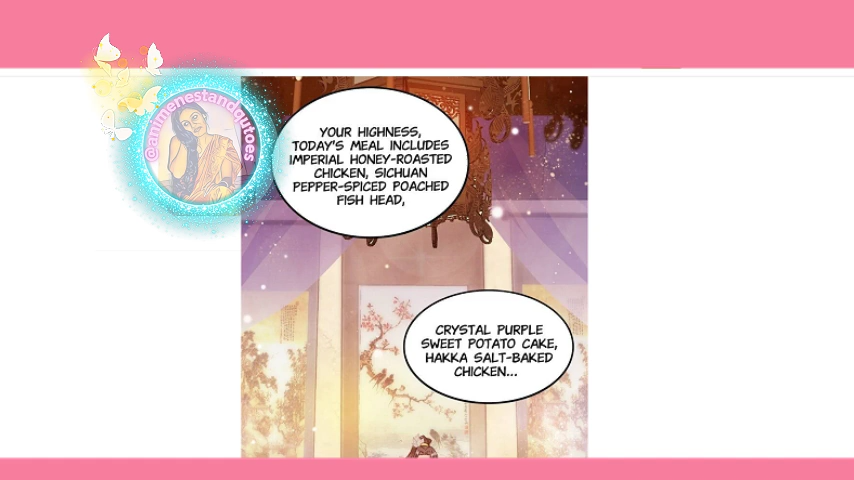 @animenestandqutoes
YOUR HIGHNESS,
TODAY'S MEAL INCLUDES
IMPERIAL HONEY-ROASTED
CHICKEN, SICHUAN
PEPPER-SPICED POACHED
FISH HEAD,
CRYSTAL PURPLE
SWEET POTATO CAKE,
HAKKA SALT-BAKED
CHICKEN...